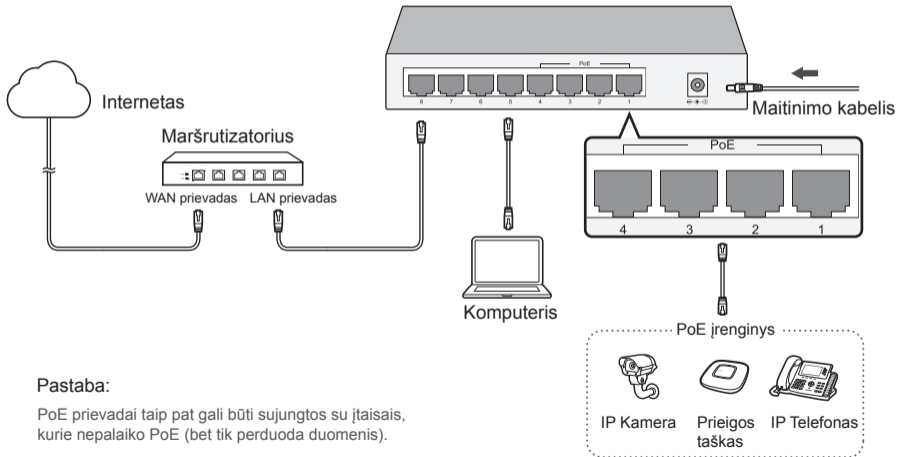 PoE
8 7 6 5 4 3 2 1
Internetas
Maitinimo kabelis
Maršrutizatorius
PoE
WAN prievadas LAN prievadas
4 3 2 1
Komputeris
PoE įrenginys
Pastaba:
PoE prievadai taip pat gali būti sujungtos su įtaisais,
kurie nepalaiko PoE (bet tik perduoda duomenis).
IP Kamera
Prieigos
taškas
IP Telefonas